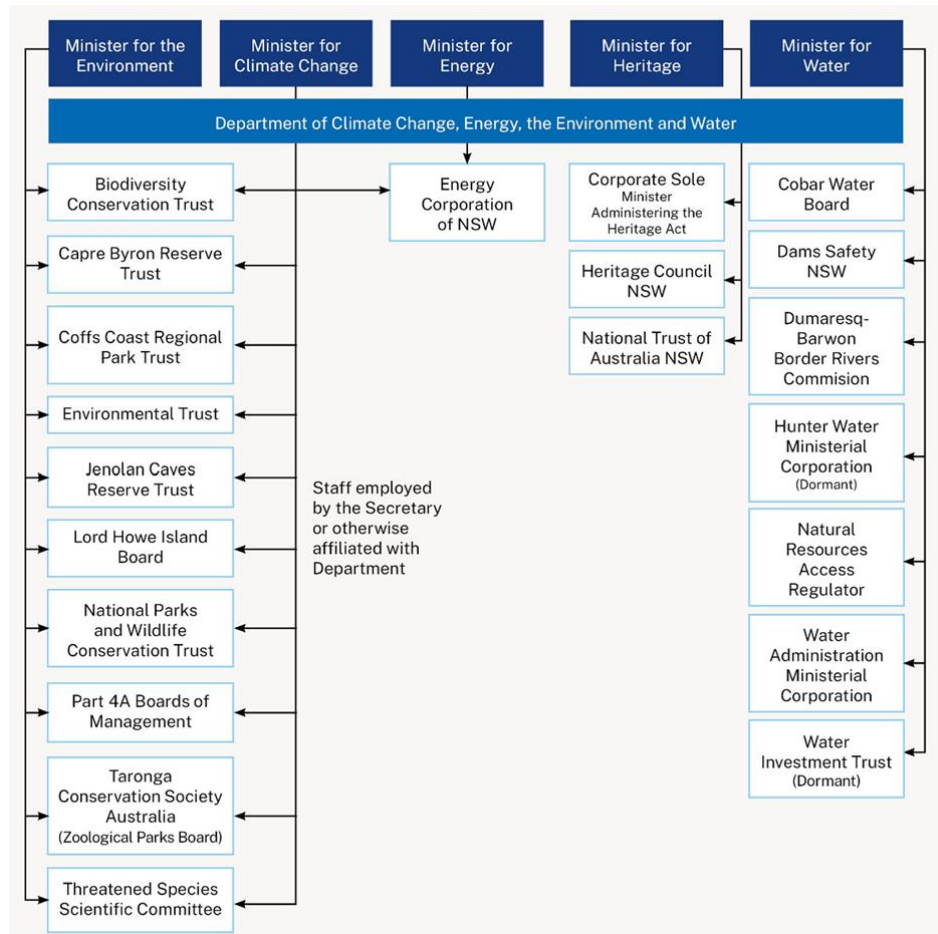 Minister for the
Environment
Minister for
Climate Change
Minister for
Energy
Minister for
Heritage
Minister for
Water
Department of Climate Change, Energy, the Environment and Water
Biodiversity
Conservation Trust
Capre Byron Reserve
Trust
Coffs Coast Regional
Park Trust
Environmental Trust
Jenolan Caves
Reserve Trust
Lord Howe Island
Board
National Parks
and Wildlife
Conservation Trust
Part 4A Boards of
Management
Taronga
Conservation Society
Australia
(Zoological Parks Board)
Threatened Species
Scientific Committee
Staff employed
by the Secretary
or otherwise
affiliated with
Department
Energy
Corporation
of NSW
Corporate Sole
Minister
Administering the
Heritage Act
Heritage Council
NSW
National Trust of
Australia NSW
Cobar Water
Board
Dams Safety
NSW
Dumaresq-
Barwon
Border Rivers
Commision
Hunter Water
Ministerial
Corporation
(Dormant)
Natural
Resources
Access
Regulator
Water
Administration
Ministerial
Corporation
Water
Investment Trust
(Dormant)